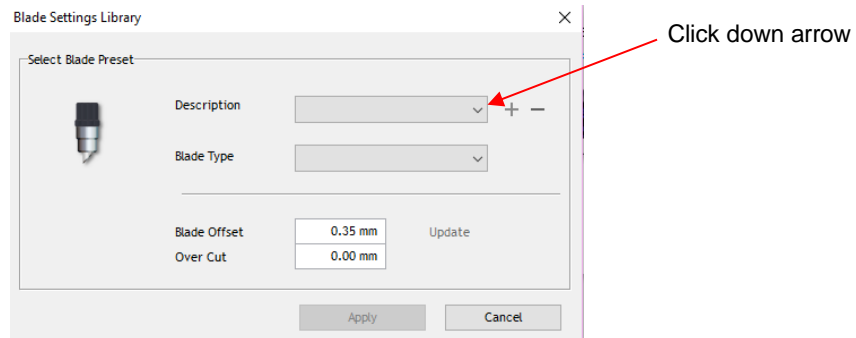 Blade Settings Library
Click down arrow
Select Blade Preset
Description
Blade Type
Blade Offset 0.35 mm Update
Over Cut 0.00 mm
Apply Cancel